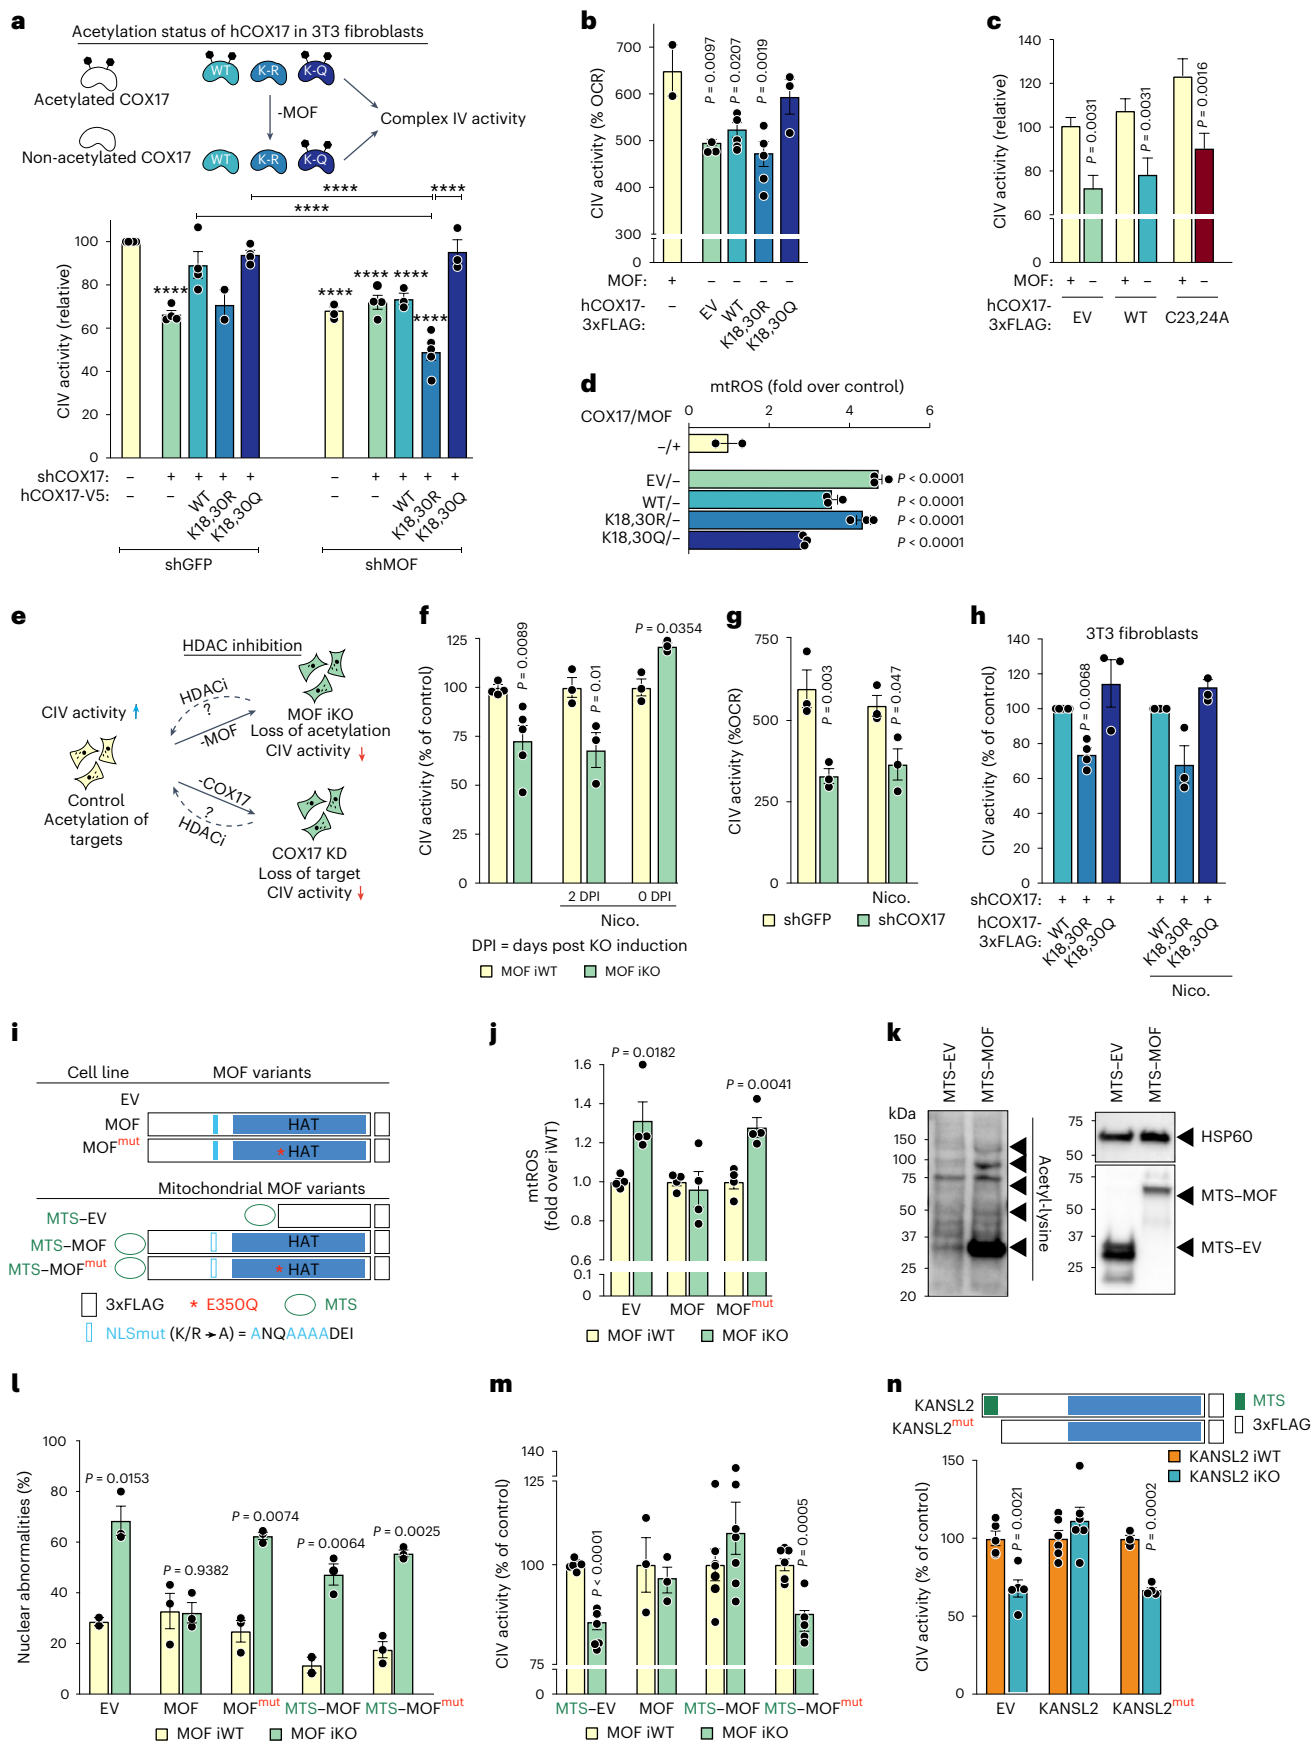 a
Acetylation status of hCOX17 in 3T3 fibroblasts
WT K-R K-Q
Acetylated COX17
-MOF
Complex IV activity
Non-acetylated COX17
WT K-R K-Q
**** ****
****
CIV activity (relative)
100
80
60
40
20
0
****
****
**** ****
****
shCOX17: – + + + + – + + + +
hCOX17-V5: – – WT K18,30R K18,30Q – – WT K18,30R K18,30Q
shGFP shMOF
b
CIV activity (% OCR)
700
600
500
400
300
0
P = 0.0097
P = 0.0207
P = 0.0019
MOF: + – – – –
hCOX17-3xFLAG: – EV WT K18,30R K18,30Q
c
CIV activity (relative)
140
120
100
80
60
0
P = 0.0031
P = 0.0031
P = 0.0016
MOF: + – + – + –
hCOX17-3xFLAG: EV WT C23,24A
d
mtROS (fold over control)
COX17/MOF 0 2 4 6
–/+
EV/– P < 0.0001
WT/– P < 0.0001
K18,30R/– P < 0.0001
K18,30Q/– P < 0.0001
e
HDAC inhibition
HDACi
?
CIV activity
-MOF
MOF iKO
Loss of acetylation
CIV activity
Control
Acetylation of
targets
-COX17
?
HDACi
COX17 KD
Loss of target
CIV activity
f
CIV activity (% of control)
125
100
75
50
25
0
P = 0.0089
P = 0.01
P = 0.0354
2 DPI 0 DPI
Nico.
DPI = days post KO induction
MOF iWT MOF iKO
g
CIV activity (%OCR)
750
500
250
0
P = 0.003
P = 0.047
Nico.
shGFP shCOX17
h
3T3 fibroblasts
CIV activity (% of control)
140
120
100
80
60
40
20
0
P = 0.0068
shCOX17: + + + + + +
hCOX17-3xFLAG: WT K18,30R K18,30Q WT K18,30R K18,30Q
Nico.
i
Cell line MOF variants
EV
MOF HAT
MOFmut * HAT
Mitochondrial MOF variants
MTS–EV
MTS–MOF HAT
MTS–MOFmut * HAT
3xFLAG * E350Q MTS
NLSmut (K/R → A) = ANQAAAADEI
j
mtROS
(fold over iWT)
1.6
1.4
1.2
1.0
0.8
0.6
0.1
0
P = 0.0182
P = 0.0041
EV MOF MOFmut
MOF iWT MOF iKO
k
MTS–EV
MTS–MOF
kDa
150
100
75
50
37
25
20
Acetyl-lysine
MTS–EV
MTS–MOF
75
50
HSP60
75
50
37
25
MTS–MOF
MTS–EV
l
Nuclear abnormalities (%)
100
80
60
40
20
0
P = 0.0153
P = 0.9382
P = 0.0074
P = 0.0064
P = 0.0025
EV MOF MOFmut MTS–MOF MTS–MOFmut
MOF iWT MOF iKO
m
CIV activity (% of control)
140
125
100
75
0
P < 0.0001
P = 0.0005
MTS–EV MOF MTS–MOF MTS–MOFmut
MOF iWT MOF iKO
n
KANSL2
KANSL2mut
MTS
3xFLAG
KANSL2 iWT
KANSL2 iKO
CIV activity (% of control)
150
100
50
0
P = 0.0021
P = 0.0002
EV KANSL2 KANSL2mut